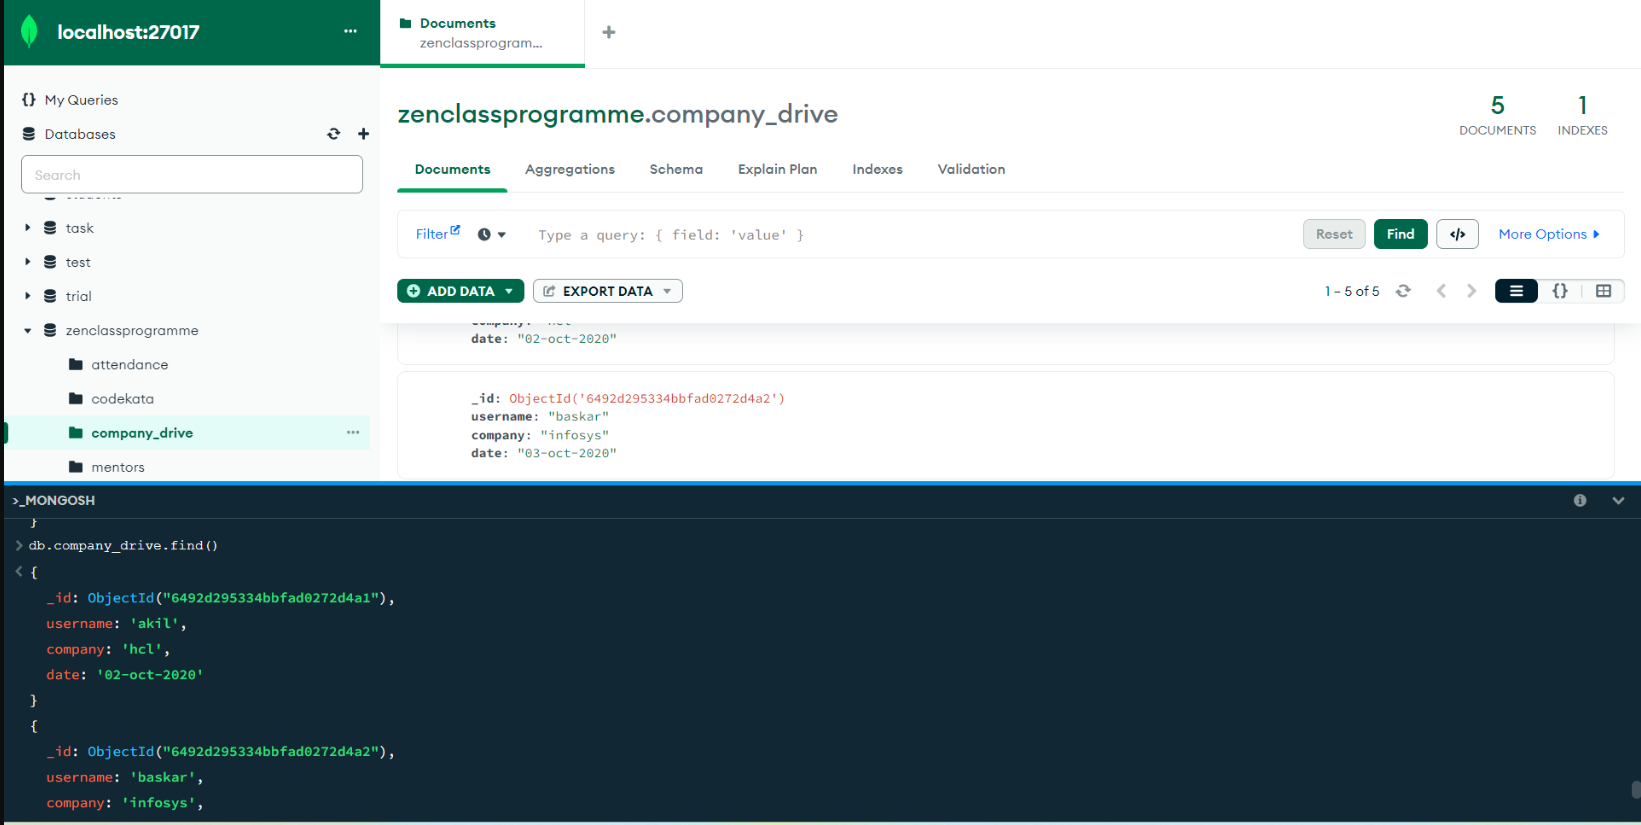 localhost:27017
...
Documents
zenclassprogram...
+
{} My Queries
Databases
Search
task
test
trial
zenclassprogramme
attendance
codekata
company_drive
...
mentors
zenclassprogramme.company_drive
5
DOCUMENTS
1
INDEXES
Documents Aggregations Schema Explain Plan Indexes Validation
Filter Type a query: { field: 'value' } Reset Find </> More Options
ADD DATA EXPORT DATA 1 – 5 of 5 {}
date: "02-oct-2020"
_id: ObjectId('6492d295334bbfad0272d4a2')
username: "baskar"
company: "infosys"
date: "03-oct-2020"
>_MONGOSH
}
> db.company_drive.find()
< {
_id: ObjectId("6492d295334bbfad0272d4a1"),
username: 'akil',
company: 'hcl',
date: '02-oct-2020'
}
{
_id: ObjectId("6492d295334bbfad0272d4a2"),
username: 'baskar',
company: 'infosys',